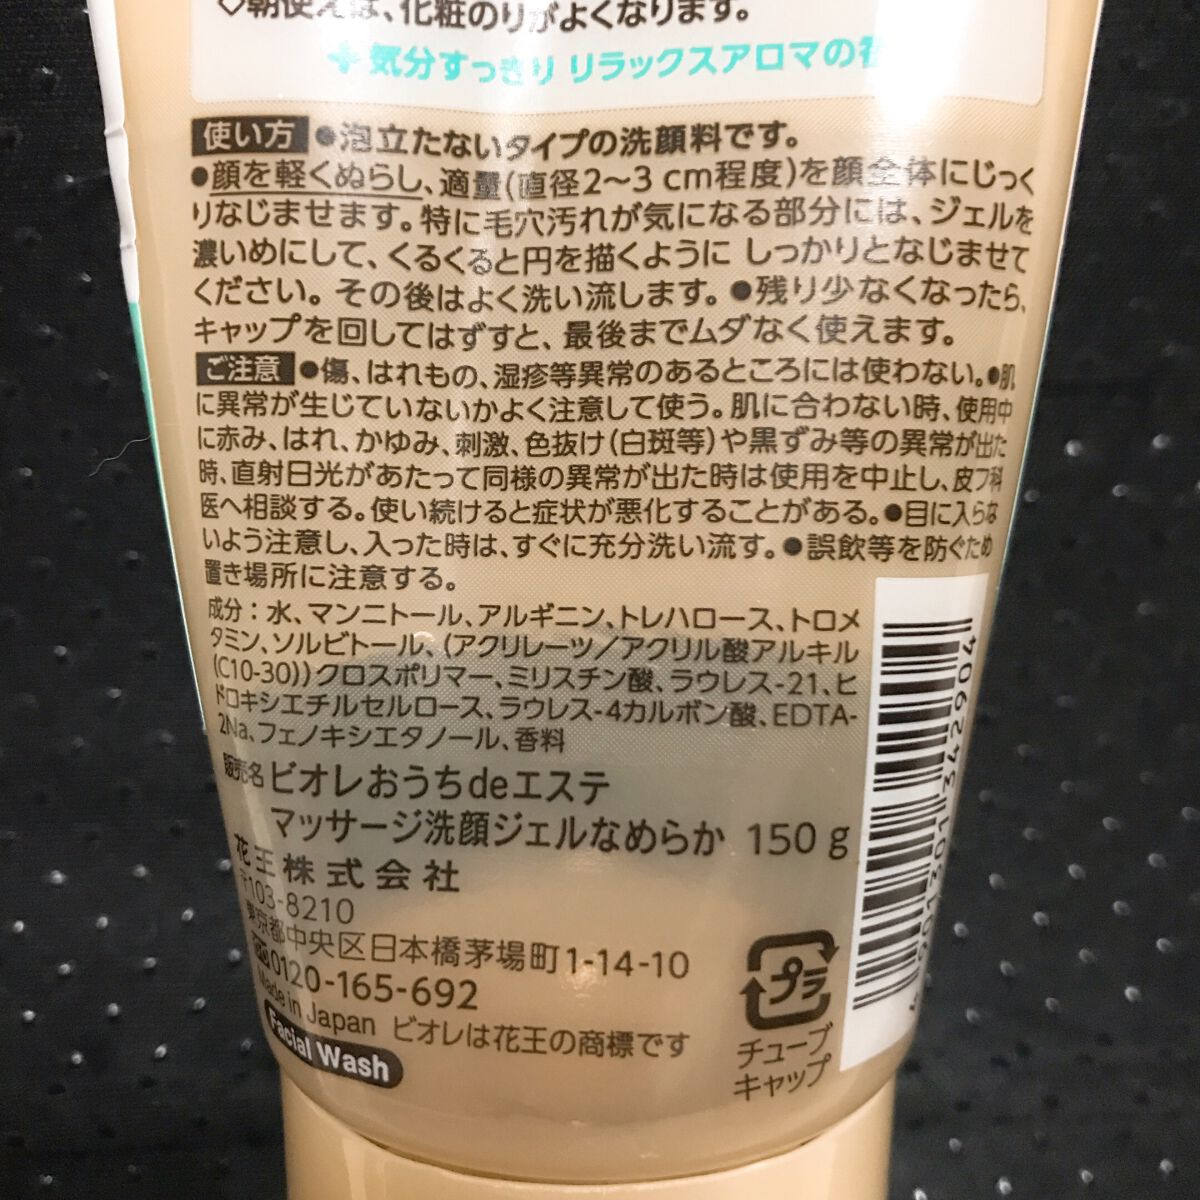 ◇朝使えば、化粧のりがよくなります。
＋気分すっきり リラックスアロマの香
使い方 ●泡立たないタイプの洗顔料です。
●顔を軽くぬらし、適量(直径2〜3cm程度)を顔全体にじっく
りなじませます。特に毛穴汚れが気になる部分には、ジェルを
濃いめにして、くるくると円を描くように しっかりとなじませて
ください。その後はよく洗い流します。●残り少なくなったら、
キャップを回してはずすと、最後までムダなく使えます。
ご注意 ●傷、はれもの、湿疹等異常のあるところには使わない。●肌
に異常が生じていないかよく注意して使う。肌に合わない時、使用中
に赤み、はれ、かゆみ、刺激、色抜け(白斑等)や黒ずみ等の異常が出た
時、直射日光があたって同様の異常が出た時は使用を中止し、皮フ科
医へ相談する。使い続けると症状が悪化することがある。●目に入らな
いよう注意し、入った時は、すぐに充分洗い流す。●誤飲等を防ぐため
置き場所に注意する。
成分：水、マンニトール、アルギニン、トレハロース、トロメ
タミン、ソルビトール、(アクリレーツ／アクリル酸アルキル
(C10-30))クロスポリマー、ミリスチン酸、ラウレス-21、ヒ
ドロキシエチルセルロース、ラウレス-4カルボン酸、EDTA-
2Na、フェノキシエタノール、香料
販売名 ビオレおうちdeエステ
マッサージ洗顔ジェルなめらか 150g
花王株式会社
〒103-8210
東京都中央区日本橋茅場町1-14-10
0120-165-692
Made in Japan ビオレは花王の商標です
Facial Wash
プラ
チューブ
キャップ
4 901301 342904